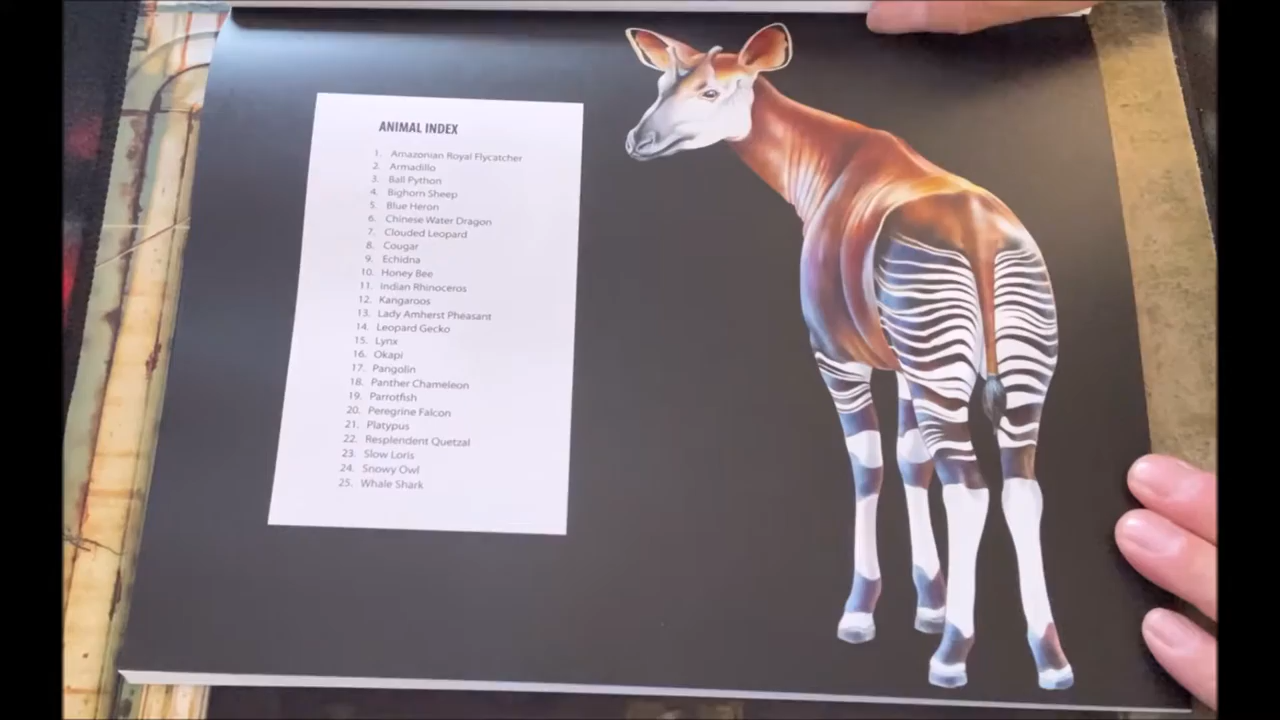 ANIMAL INDEX
1. Amazonian Royal Flycatcher
2. Armadillo
3. Ball Python
4. Bighorn Sheep
5. Blue Heron
6. Chinese Water Dragon
7. Clouded Leopard
8. Cougar
9. Echidna
10. Honey Bee
11. Indian Rhinoceros
12. Kangaroos
13. Lady Amherst Pheasant
14. Leopard Gecko
15. Lynx
16. Okapi
17. Pangolin
18. Panther Chameleon
19. Parrotfish
20. Peregrine Falcon
21. Platypus
22. Resplendent Quetzal
23. Slow Loris
24. Snowy Owl
25. Whale Shark